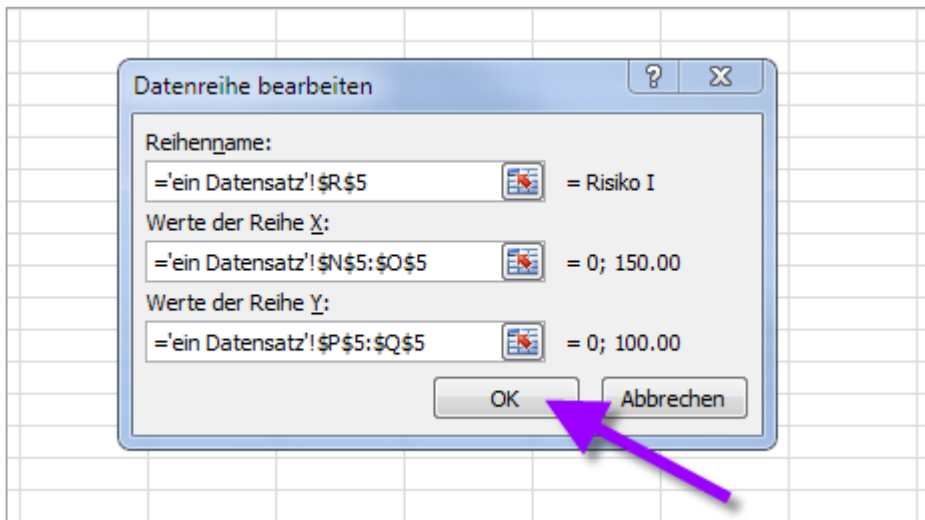 Datenreihe bearbeiten
Reihenname:
='ein Datensatz'!$R$5 = Risiko I
Werte der Reihe X:
='ein Datensatz'!$N$5:$O$5 = 0; 150.00
Werte der Reihe Y:
='ein Datensatz'!$P$5:$Q$5 = 0; 100.00
OK Abbrechen